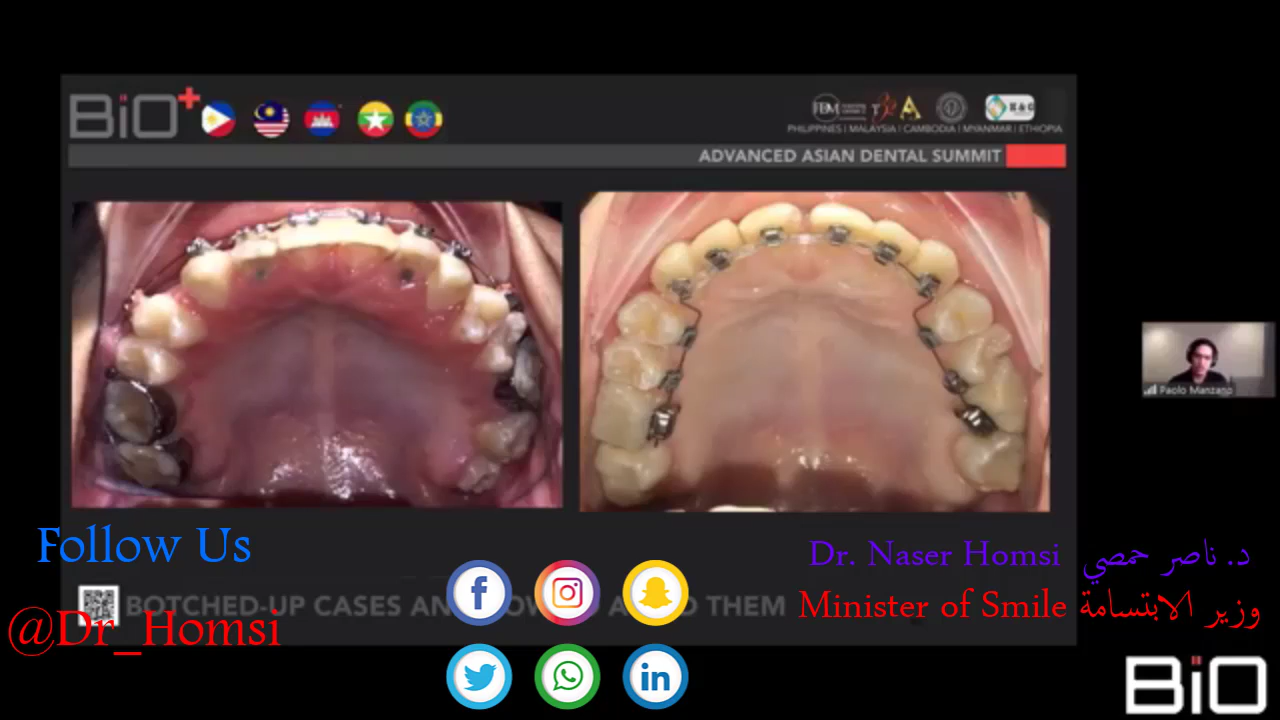 BiO+
PHILIPPINES | MALAYSIA | CAMBODIA | MYANMAR | ETHIOPIA
ADVANCED ASIAN DENTAL SUMMIT
Paolo Manzano
Follow Us
Dr. Naser Homsi د. ناصر حمصي
BOTCHED-UP CASES THEM
Minister of Smile وزير الابتسامة
@Dr_Homsi
BiO